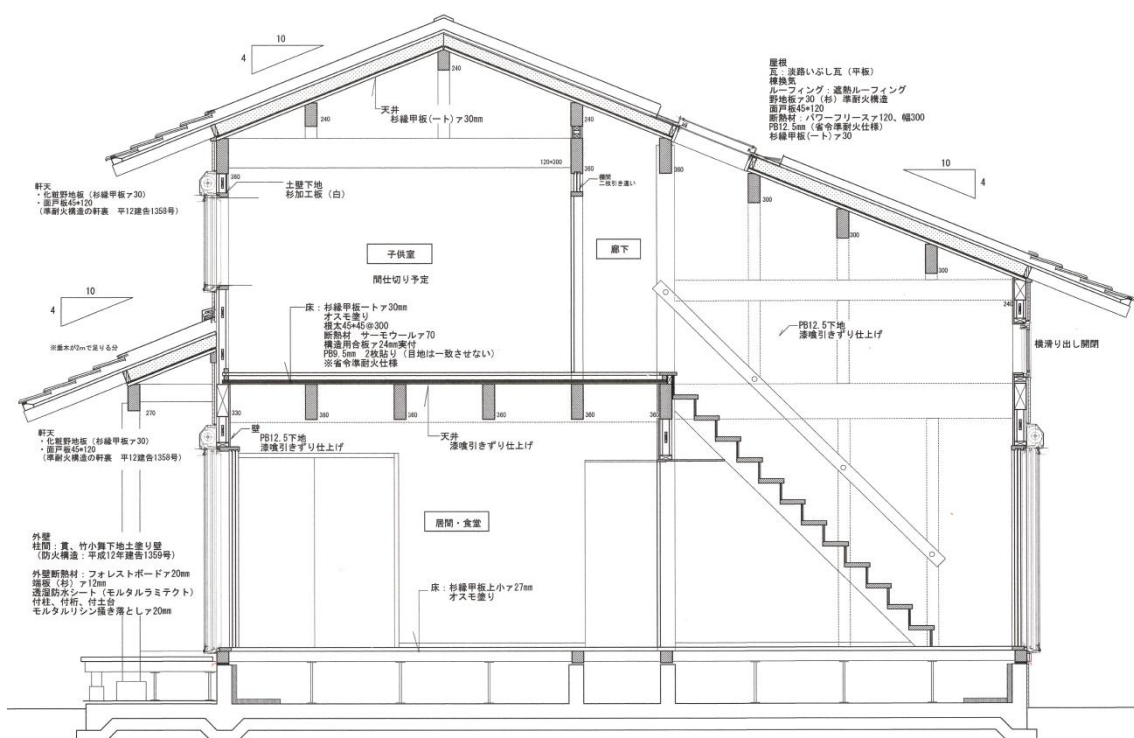 10
4
240
天井
杉縁甲板(一ト)ァ30mm
240
240
屋根
瓦：淡路いぶし瓦（平板）
棟換気
ルーフィング：遮熱ルーフィング
野地板ァ30（杉）準耐火構造
面戸板45*120
断熱材：パワーフリースァ120、幅300
PB12.5mm（省令準耐火仕様）
杉縁甲板(一ト)ァ30
10
4
軒天
・化粧野地板（杉縁甲板ァ30）
・面戸板45*120
（準耐火構造の軒裏　平12建告1358号）
360
土壁下地
杉加工板（白）
120*300
360
欄間
二枚引き違い
360
300
300
300
240
子供室
間仕切り予定
廊下
10
4
※垂木が2mで足りる分
床：杉縁甲板一トァ30mm
オスモ塗り
根太45*45@300
断熱材　サーモウールァ70
構造用合板ァ24mm実付
PB9.5mm　2枚貼り（目地は一致させない）
※省令準耐火仕様
PB12.5下地
漆喰引きずり仕上げ
横滑り出し開閉
270
330
360
360
360
360
360
軒天
・化粧野地板（杉縁甲板ァ30）
・面戸板45*120
（準耐火構造の軒裏　平12建告1358号）
壁
PB12.5下地
漆喰引きずり仕上げ
天井
漆喰引きずり仕上げ
居間・食堂
外壁
柱間：貫、竹小舞下地土塗り壁
（防火構造：平成12年建告1359号）
外壁断熱材：フォレストボードァ20mm
端板（杉）ァ12mm
透湿防水シート（モルタルラミテクト）
付柱、付桁、付土台
モルタルリシン掻き落としァ20mm
床：杉縁甲板上小ァ27mm
オスモ塗り